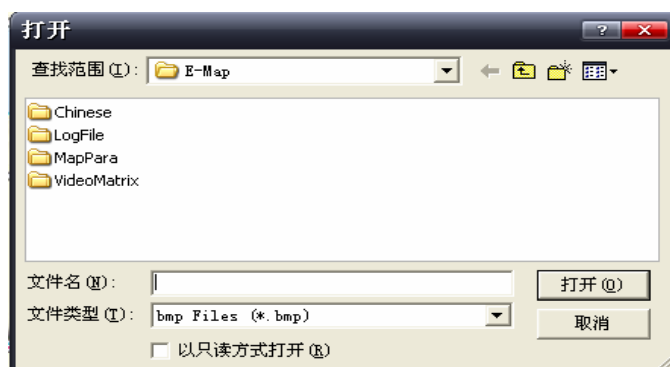 打开
查找范围(I): E-Map
Chinese
LogFile
MapPara
VideoMatrix
文件名(N): 打开(O)
文件类型(T): bmp Files (*.bmp) 取消
以只读方式打开(R)